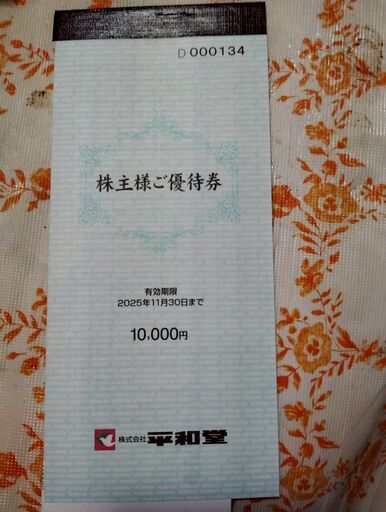 D 000134
株主様ご優待券
有効期限
2025年11月30日まで
10,000円
株式会社 平和堂